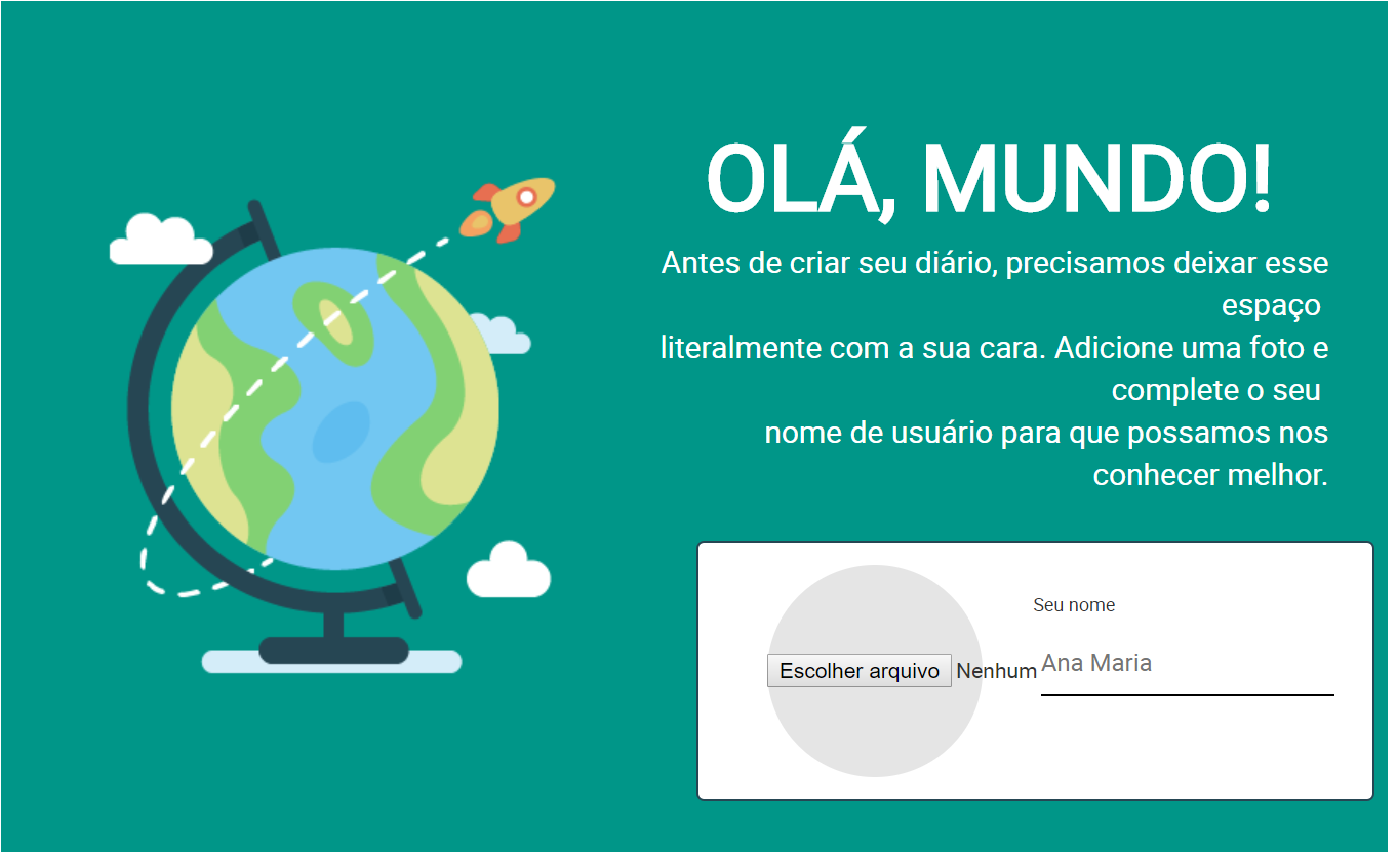 OLÁ, MUNDO!
Antes de criar seu diário, precisamos deixar esse
espaço
literalmente com a sua cara. Adicione uma foto e
complete o seu
nome de usuário para que possamos nos
conhecer melhor.
Seu nome
Escolher arquivo Nenhum
Ana Maria